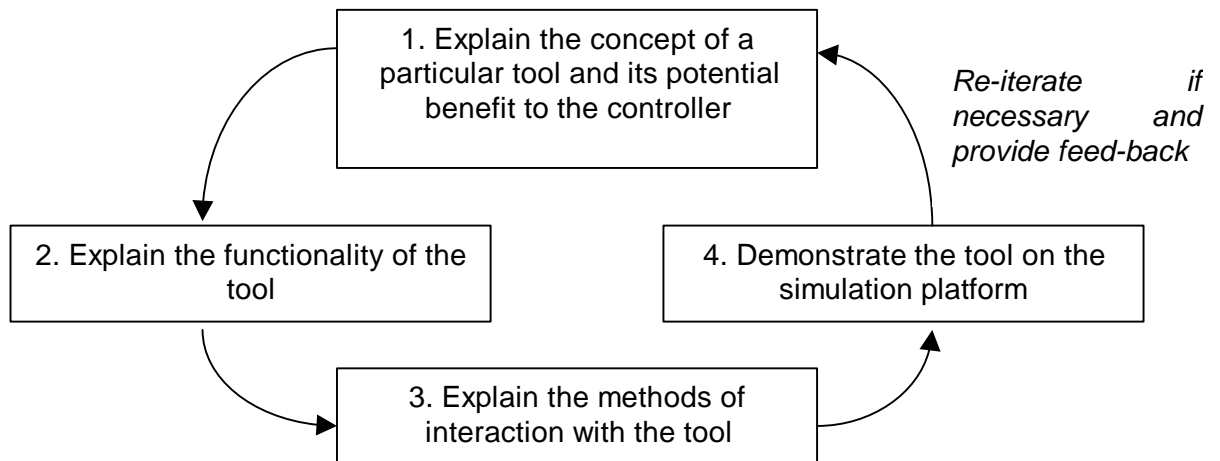 1. Explain the concept of a
particular tool and its potential
benefit to the controller
Re-iterate if
necessary and
provide feed-back
2. Explain the functionality of the
tool
4. Demonstrate the tool on the
simulation platform
3. Explain the methods of
interaction with the tool